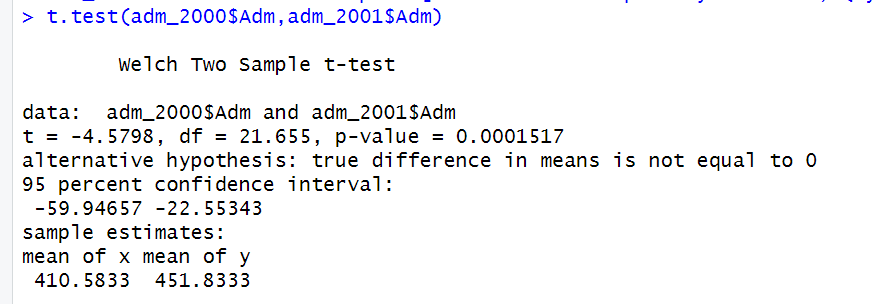 > t.test(adm_2000$Adm,adm_2001$Adm)
Welch Two Sample t-test
data:  adm_2000$Adm and adm_2001$Adm
t = -4.5798, df = 21.655, p-value = 0.0001517
alternative hypothesis: true difference in means is not equal to 0
95 percent confidence interval:
 -59.94657 -22.55343
sample estimates:
mean of x mean of y
 410.5833  451.8333